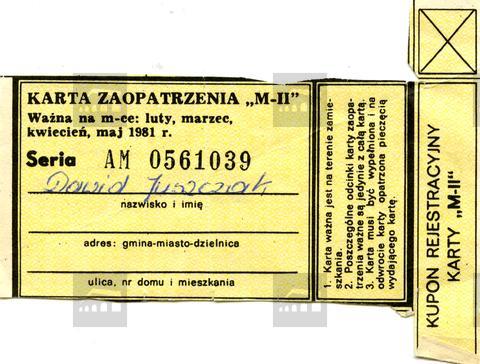 KARTA ZAOPATRZENIA „M-II”
Ważna na m-ce: luty, marzec,
kwiecień, maj 1981 r.
Seria AM 0561039
Dawid Juszczak
nazwisko i imię
adres: gmina-miasto-dzielnica
ulica, nr domu i mieszkania
1. Karta ważna jest na terenie zamie-
szkania.
2. Poszczególne odcinki karty zaopa-
trzenia ważne są jedynie z całą kartą.
3. Karta musi być wypełniona i na
odwrocie karty opatrzona pieczęcią
wydającego kartę.
KUPON REJESTRACYJNY
KARTY „M-II”